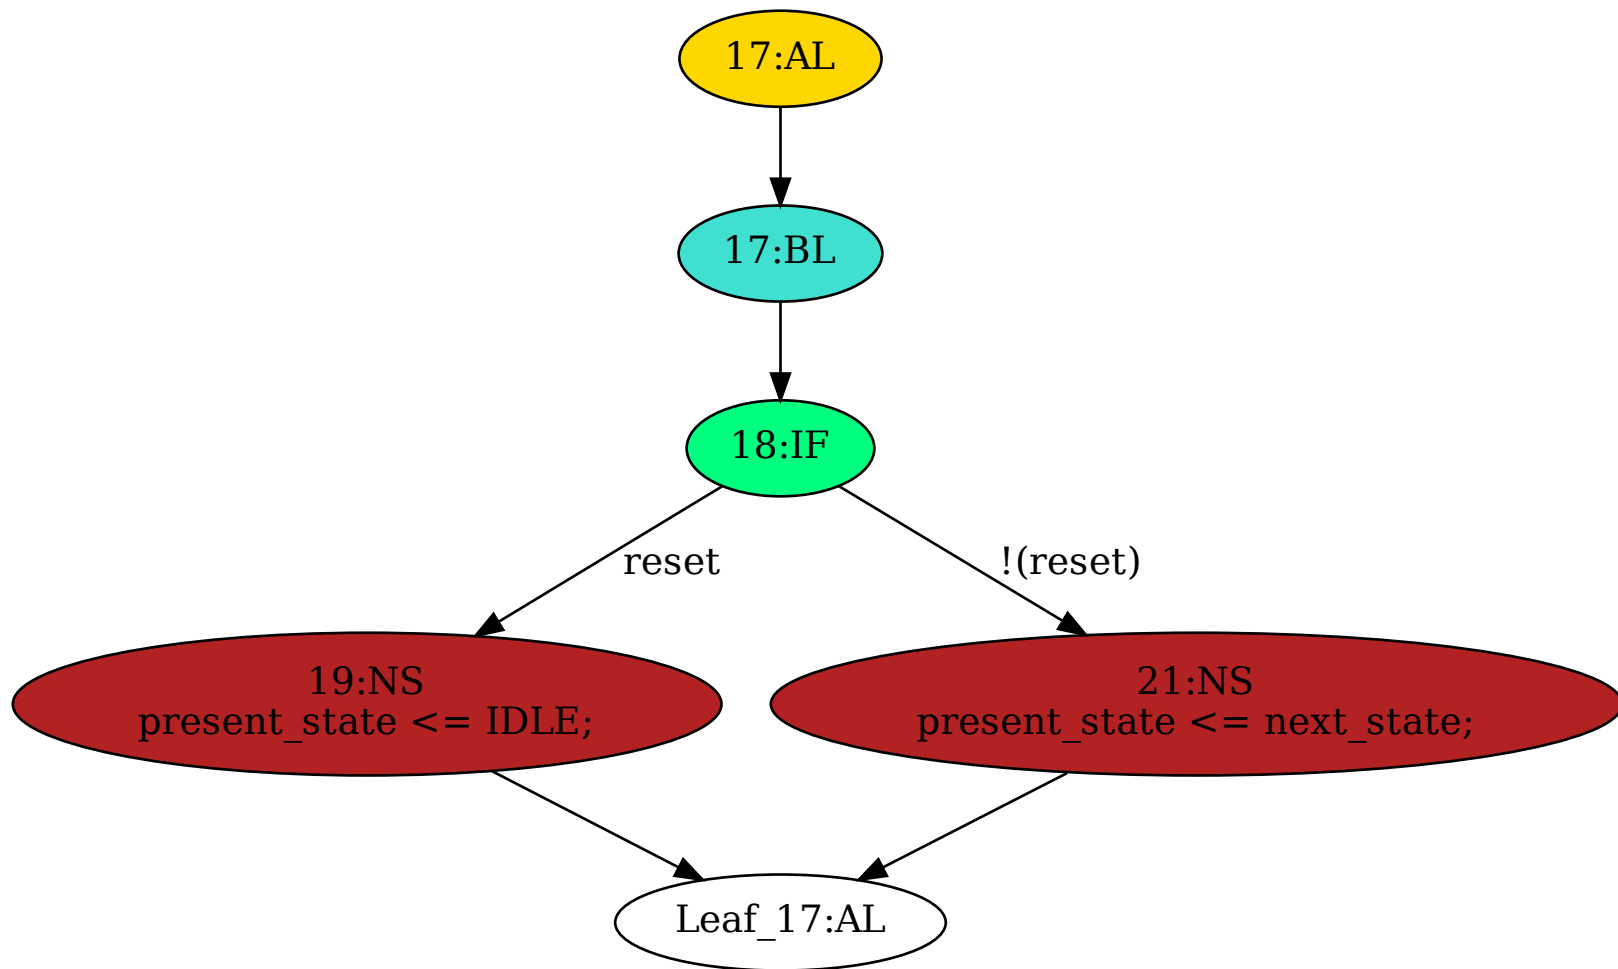 17:AL
17:BL
18:IF
reset
!(reset)
19:NS
present_state <= IDLE;
21:NS
present_state <= next_state;
Leaf_17:AL